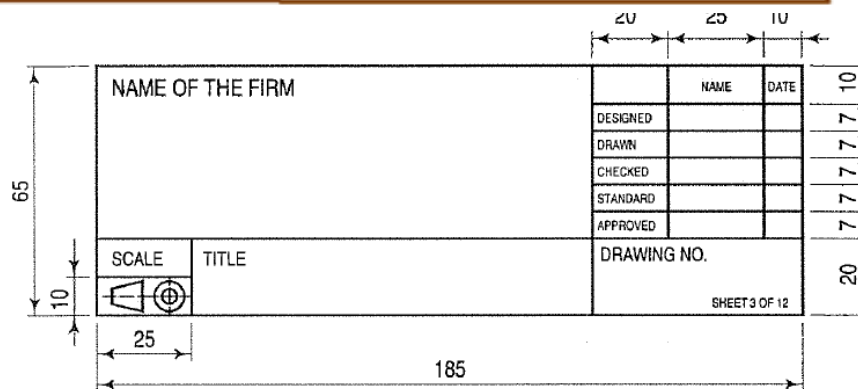 20 25 10
NAME OF THE FIRM
NAME DATE
10
DESIGNED
7
DRAWN
7
CHECKED
7
STANDARD
7
APPROVED
7
65
SCALE TITLE DRAWING NO.
20
10
SHEET 3 OF 12
25
185